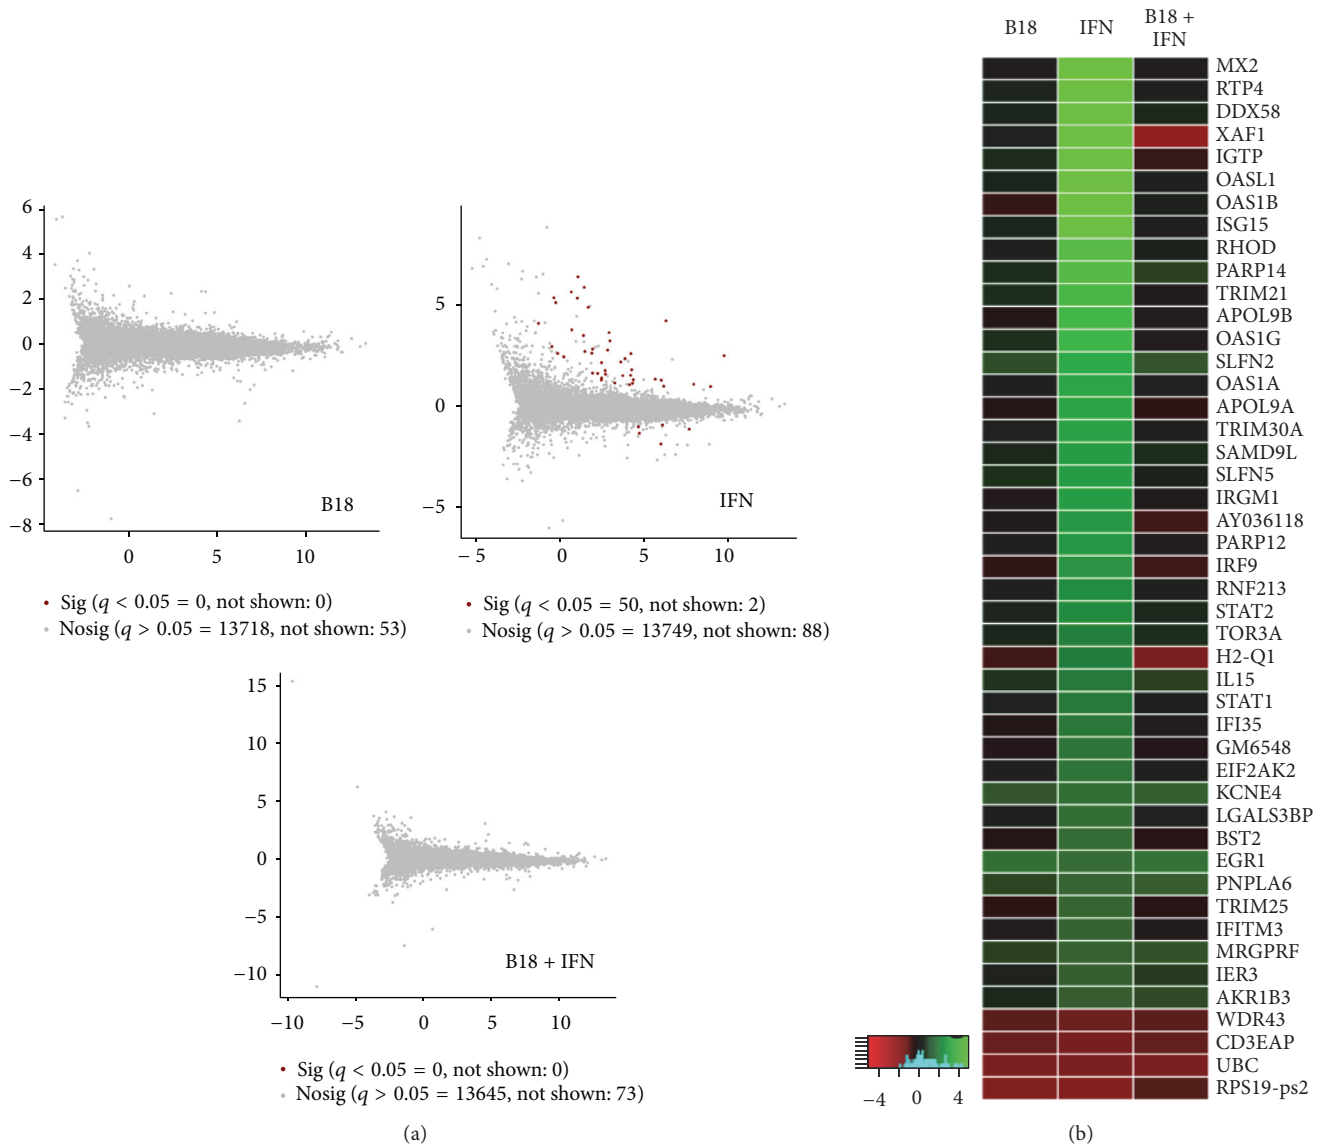 6
4
2
0
−2
−4
−6
−8
0
5
10
B18
• Sig (q < 0.05 = 0, not shown: 0)
• Nosig (q > 0.05 = 13718, not shown: 53)
5
0
−5
−5
0
5
10
IFN
• Sig (q < 0.05 = 50, not shown: 2)
• Nosig (q > 0.05 = 13749, not shown: 88)
15
10
5
0
−5
−10
−10
−5
0
5
10
B18 + IFN
• Sig (q < 0.05 = 0, not shown: 0)
• Nosig (q > 0.05 = 13645, not shown: 73)
(a)
B18
IFN
B18 +
IFN
MX2
RTP4
DDX58
XAF1
IGTP
OASL1
OAS1B
ISG15
RHOD
PARP14
TRIM21
APOL9B
OAS1G
SLFN2
OAS1A
APOL9A
TRIM30A
SAMD9L
SLFN5
IRGM1
AY036118
PARP12
IRF9
RNF213
STAT2
TOR3A
H2-Q1
IL15
STAT1
IFI35
GM6548
EIF2AK2
KCNE4
LGALS3BP
BST2
EGR1
PNPLA6
TRIM25
IFITM3
MRGPRF
IER3
AKR1B3
WDR43
CD3EAP
UBC
RPS19-ps2
−4
0
4
(b)